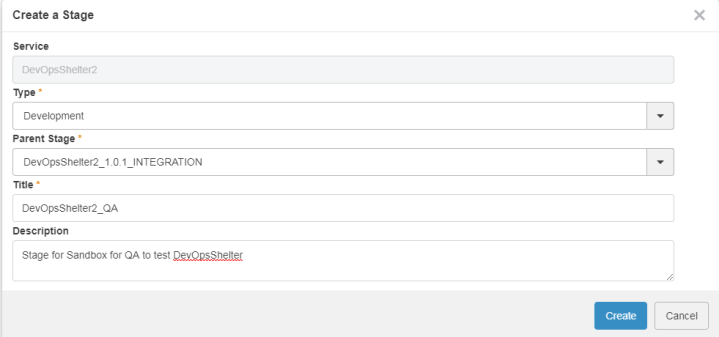 Create a Stage
Service
DevOpsShelter2
Type *
Development
Parent Stage *
DevOpsShelter2_1.0.1_INTEGRATION
Title *
DevOpsShelter2_QA
Description
Stage for Sandbox for QA to test DevOpsShelter
Create Cancel